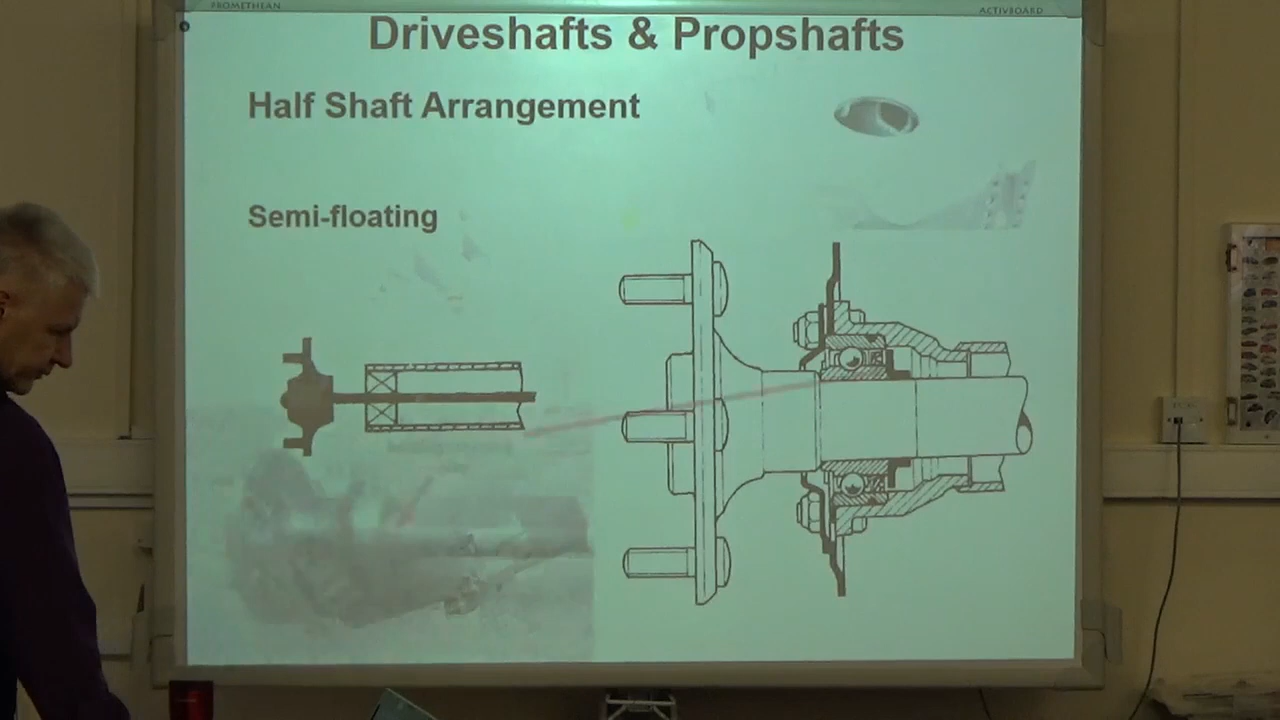 PROMETHEAN
ACTIVBOARD
Driveshafts & Propshafts
Half Shaft Arrangement
Semi-floating